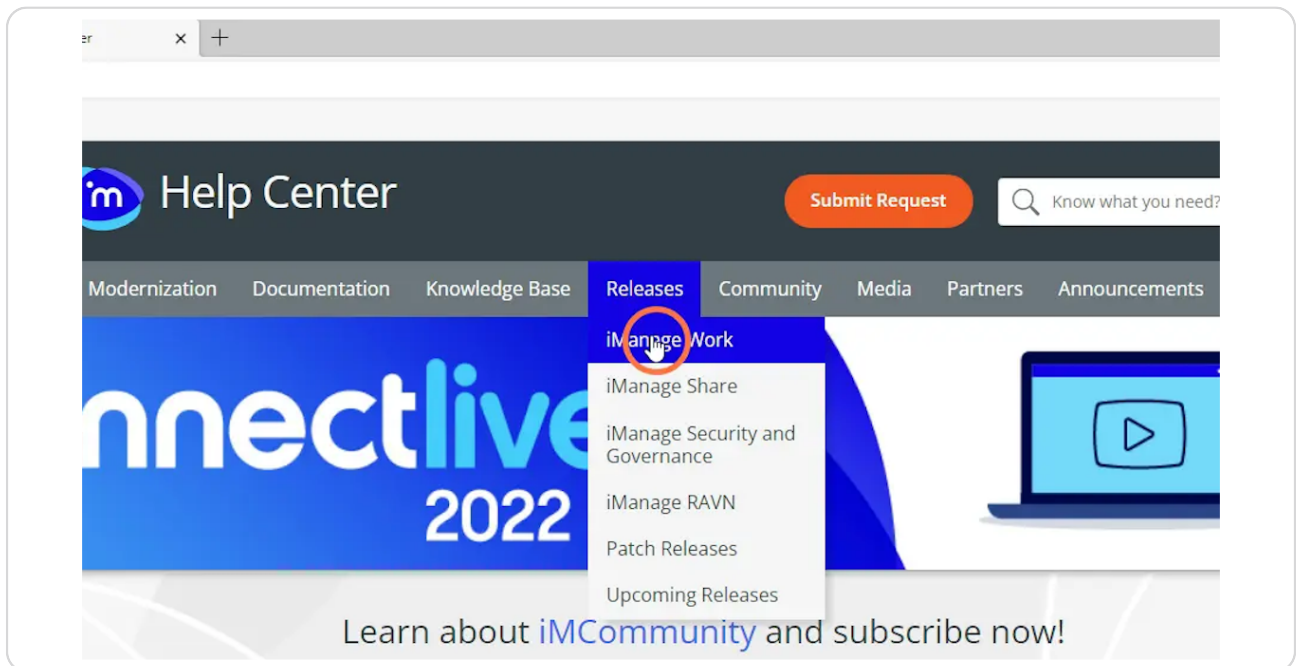 er
im Help Center
Submit Request
Know what you need?
Modernization Documentation Knowledge Base Releases Community Media Partners Announcements
iManage Work
iManage Share
iManage Security and
Governance
iManage RAVN
Patch Releases
Upcoming Releases
nnectlive
2022
Learn about iMCommunity and subscribe now!